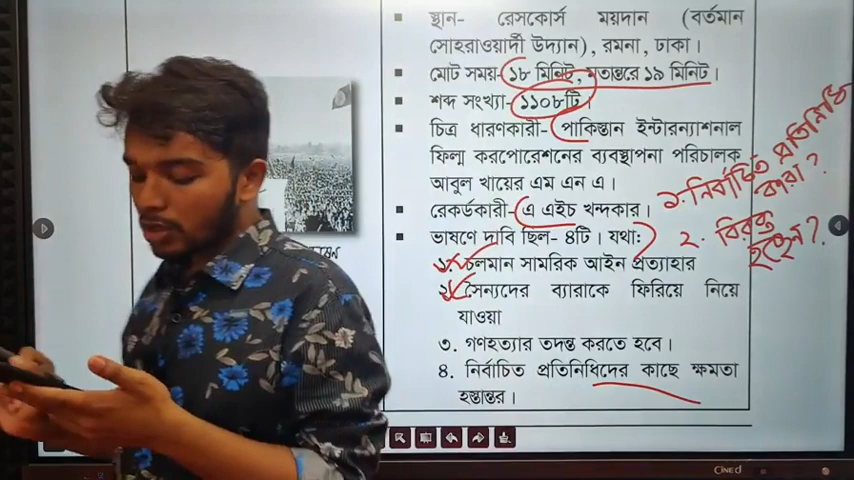 স্থান- রেসকোর্স ময়দান (বর্তমান
সোহরাওয়ার্দী উদ্যান), রমনা, ঢাকা।
মোট সময়- ১৮ মিনিট, মতান্তরে ১৯ মিনিট।
শব্দ সংখ্যা- ১১০৮টি।
চিত্র ধারণকারী- পাকিস্তান ইন্টারন্যাশনাল
ফিল্ম করপোরেশনের ব্যবস্থাপনা পরিচালক
আবুল খায়ের এম এন এ।
রেকর্ডকারী- এ এইচ খন্দকার।
ভাষণে দাবি ছিল- ৪টি। যথা:
১. চলমান সামরিক আইন প্রত্যাহার
২. সৈন্যদের ব্যারাকে ফিরিয়ে নিয়ে
যাওয়া
৩. গণহত্যার তদন্ত করতে হবে।
৪. নির্বাচিত প্রতিনিধিদের কাছে ক্ষমতা
হস্তান্তর।
১. নির্বাচিত প্রতিনিধি
কারা?
২. বিরক্ত
হচ্ছেন?
Cined